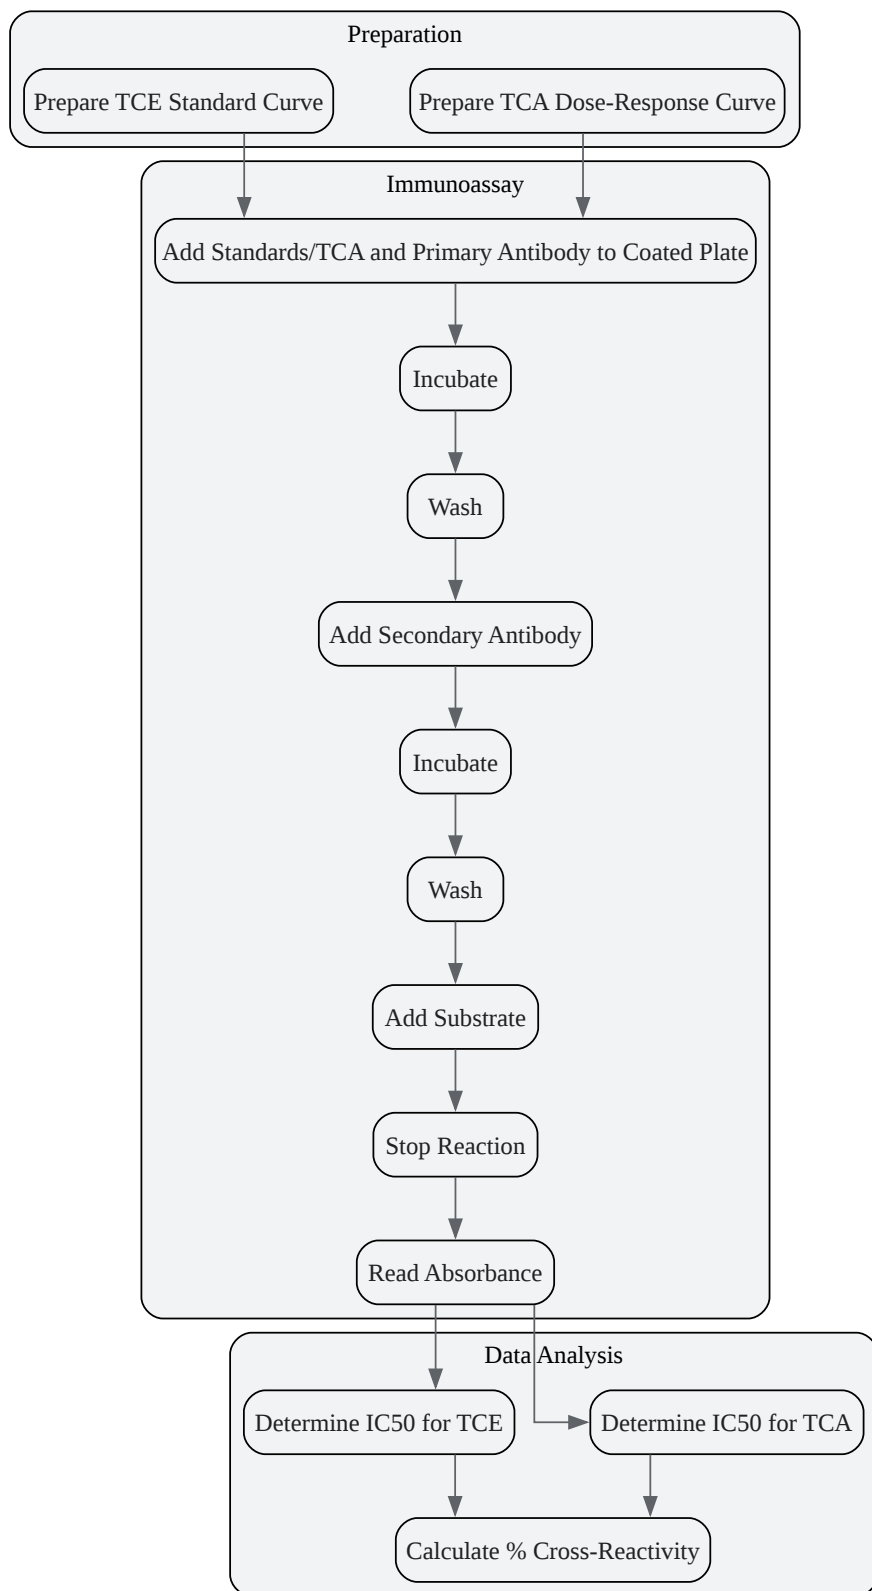 Preparation
Prepare TCE Standard Curve
Prepare TCA Dose-Response Curve
Immunoassay
Add Standards/TCA and Primary Antibody to Coated Plate
Incubate
Wash
Add Secondary Antibody
Incubate
Wash
Add Substrate
Stop Reaction
Read Absorbance
Data Analysis
Determine IC50 for TCE
Determine IC50 for TCA
Calculate % Cross-Reactivity